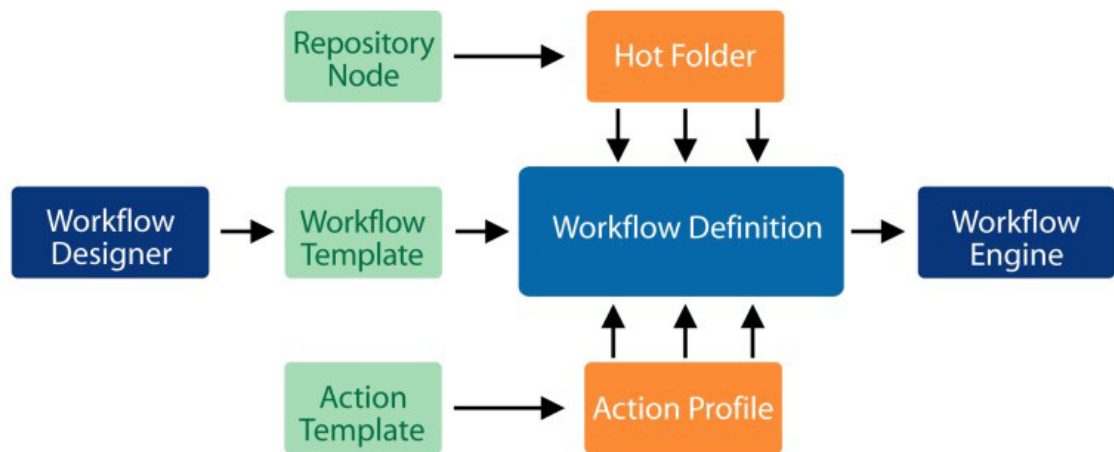 Repository
Node
Hot Folder
Workflow
Designer
Workflow
Template
Workflow Definition
Workflow
Engine
Action
Template
Action Profile